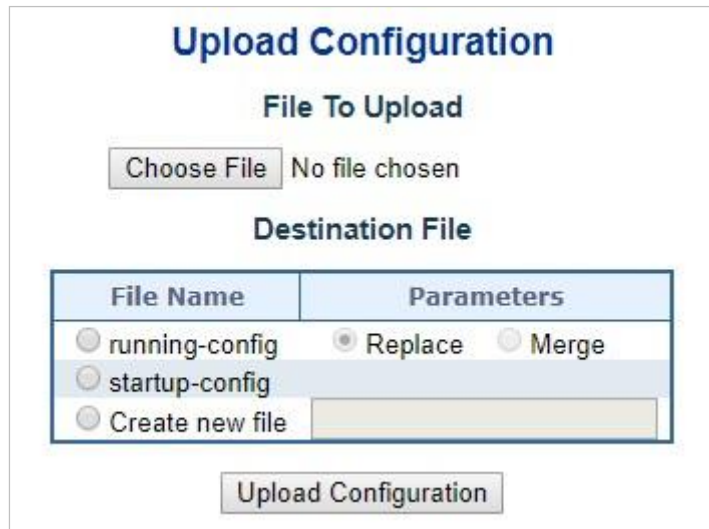 Upload Configuration
File To Upload
Choose File No file chosen
Destination File
File Name Parameters
running-config Replace Merge
startup-config
Create new file
Upload Configuration